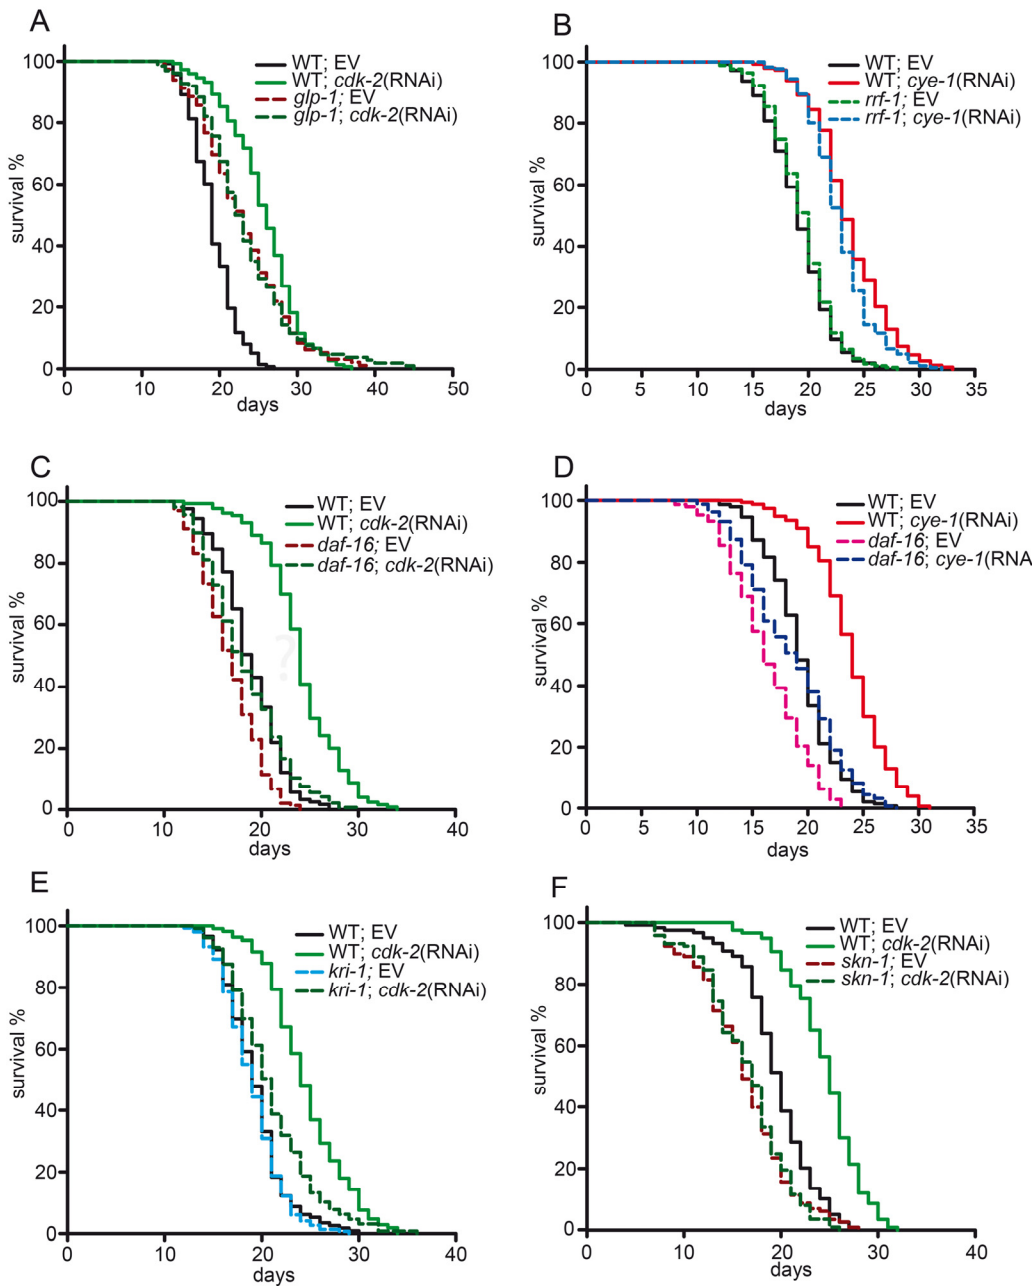 A
100
80
60
40
20
0
survival %
0 10 20 30 40 50
days
WT; EV
WT; cdk-2(RNAi)
glp-1; EV
glp-1; cdk-2(RNAi)
B
100
80
60
40
20
0
survival %
0 5 10 15 20 25 30 35
days
WT; EV
WT; cye-1(RNAi)
rrf-1; EV
rrf-1; cye-1(RNAi)
C
100
80
60
40
20
0
survival %
0 10 20 30 40
days
WT; EV
WT; cdk-2(RNAi)
daf-16; EV
daf-16; cdk-2(RNAi)
?
D
100
80
60
40
20
0
survival %
0 5 10 15 20 25 30 35
days
WT; EV
WT; cye-1(RNAi)
daf-16; EV
daf-16; cye-1(RNA
E
100
80
60
40
20
0
survival %
0 10 20 30 40
days
WT; EV
WT; cdk-2(RNAi)
kri-1; EV
kri-1; cdk-2(RNAi)
F
100
80
60
40
20
0
survival %
0 10 20 30 40
days
WT; EV
WT; cdk-2(RNAi)
skn-1; EV
skn-1; cdk-2(RNAi)